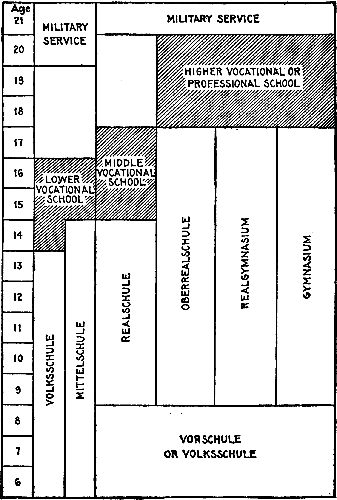 Age
21
20
19
18
17
16
15
14
13
12
11
10
9
8
7
6
MILITARY
SERVICE
MILITARY SERVICE
HIGHER VOCATIONAL OR
PROFESSIONAL SCHOOL
MIDDLE
VOCATIONAL
SCHOOL
LOWER
VOCATIONAL
SCHOOL
VOLKSSCHULE
MITTELSCHULE
REALSCHULE
OBERREALSCHULE
REALGYMNASIUM
GYMNASIUM
VORSCHULE
OR VOLKSSCHULE